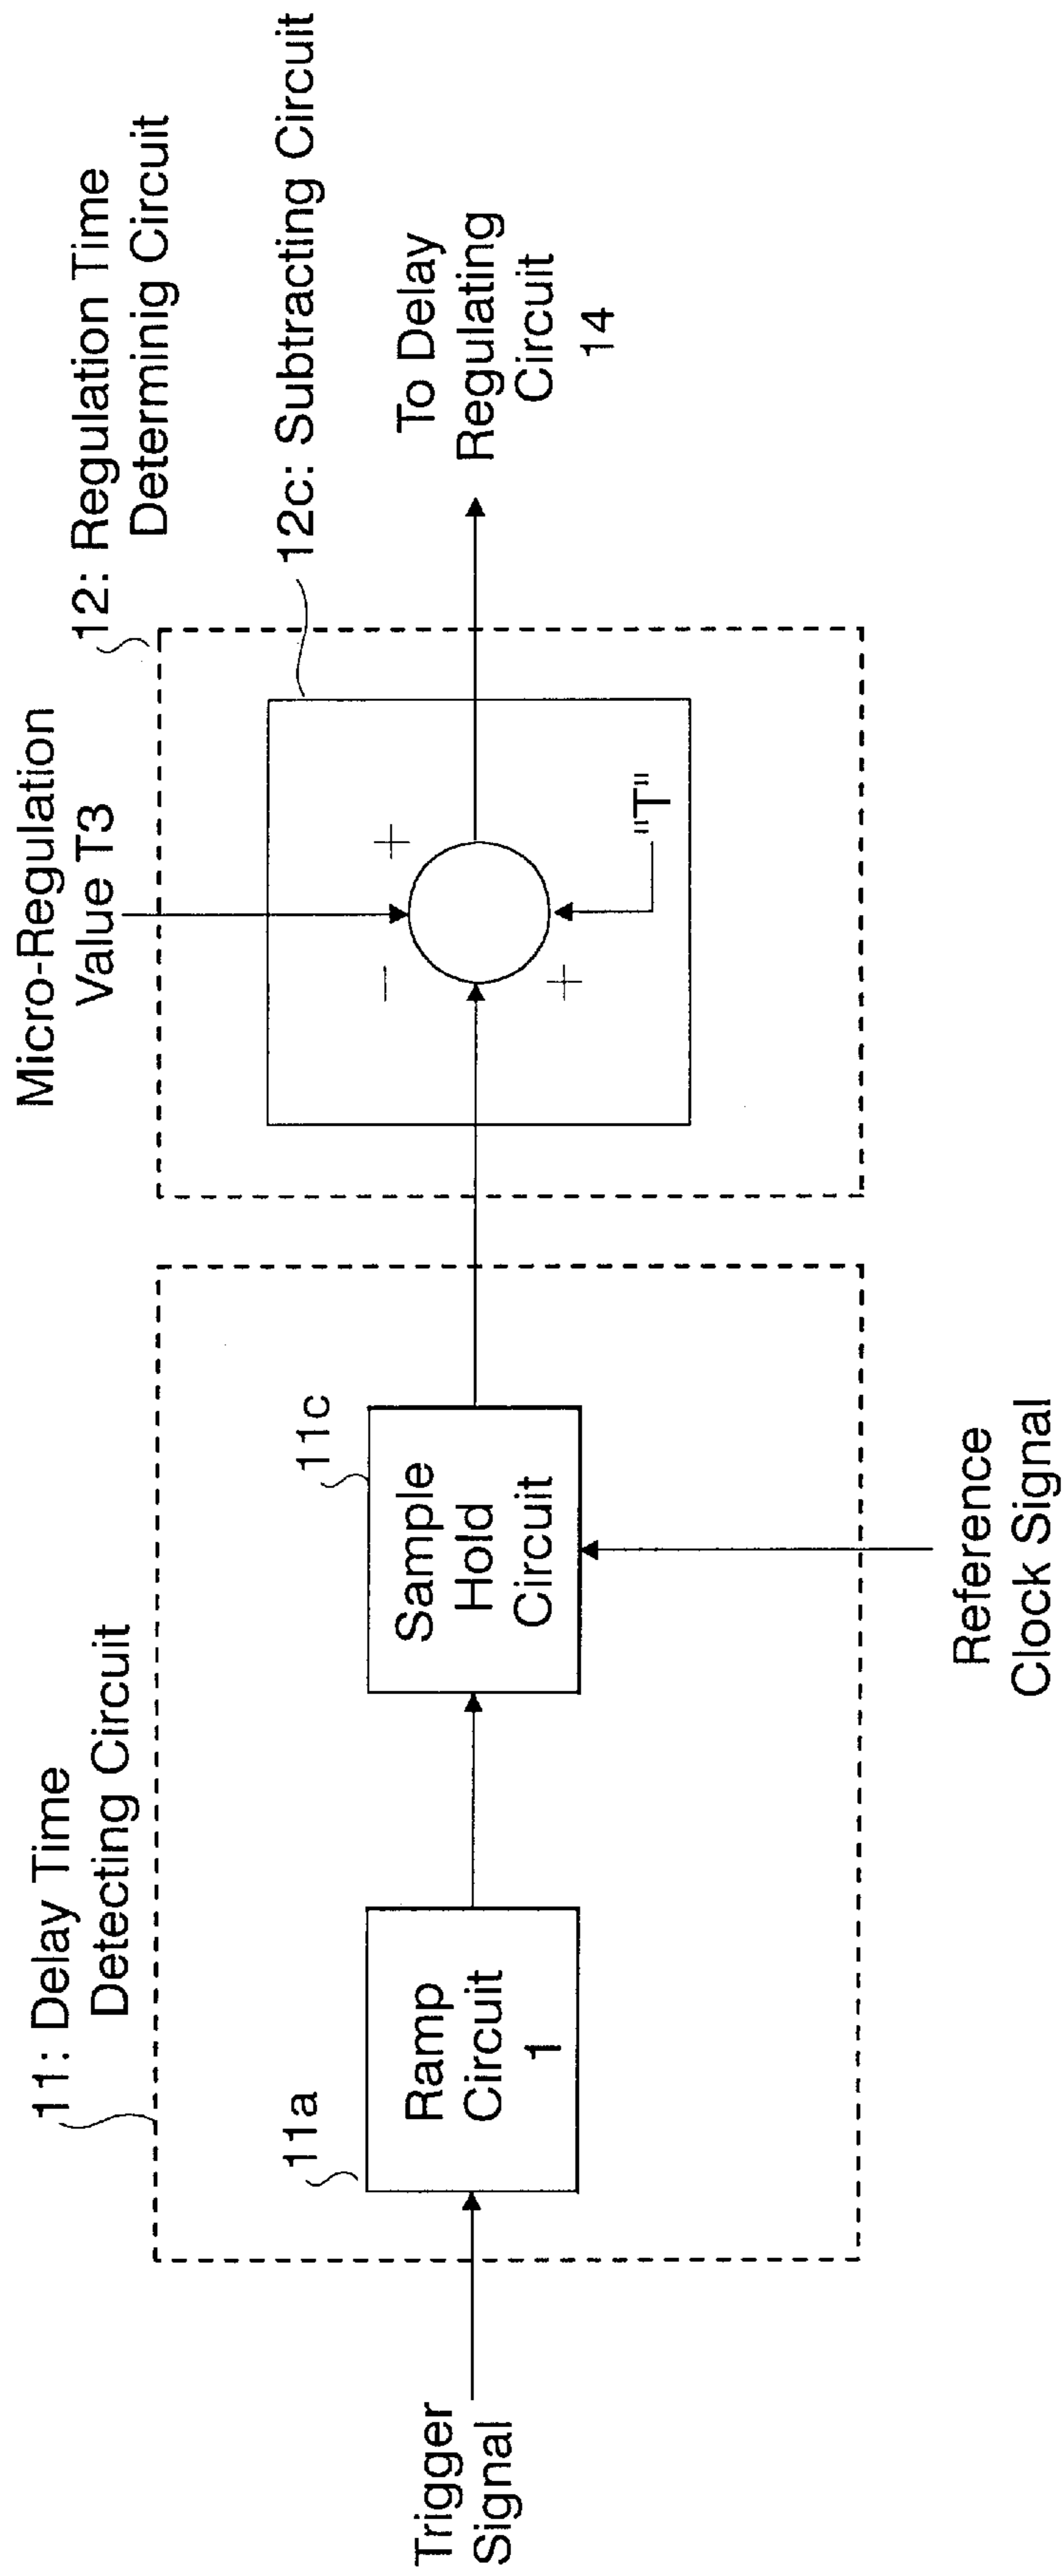 11: Delay Time
Detecting Circuit
Micro-Regulation
Value T3
12: Regulation Time
Determinig Circuit
12c: Subtracting Circuit
11a
11c
Trigger
Signal
Ramp
Circuit
1
Sample
Hold
Circuit
−
+
+
"T"
To Delay
Regulating
Circuit
14
Reference
Clock Signal